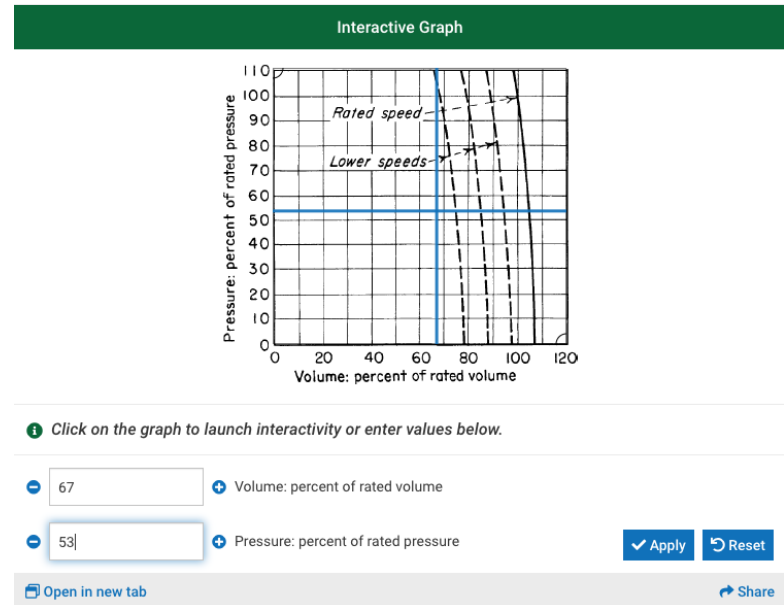 Interactive Graph
110
100
90
80
70
60
50
40
30
20
10
0
Pressure: percent of rated pressure
Rated speed
Lower speeds
0 20 40 60 80 100 120
Volume: percent of rated volume
Click on the graph to launch interactivity or enter values below.
67 Volume: percent of rated volume
53 Pressure: percent of rated pressure
Apply Reset
Open in new tab Share